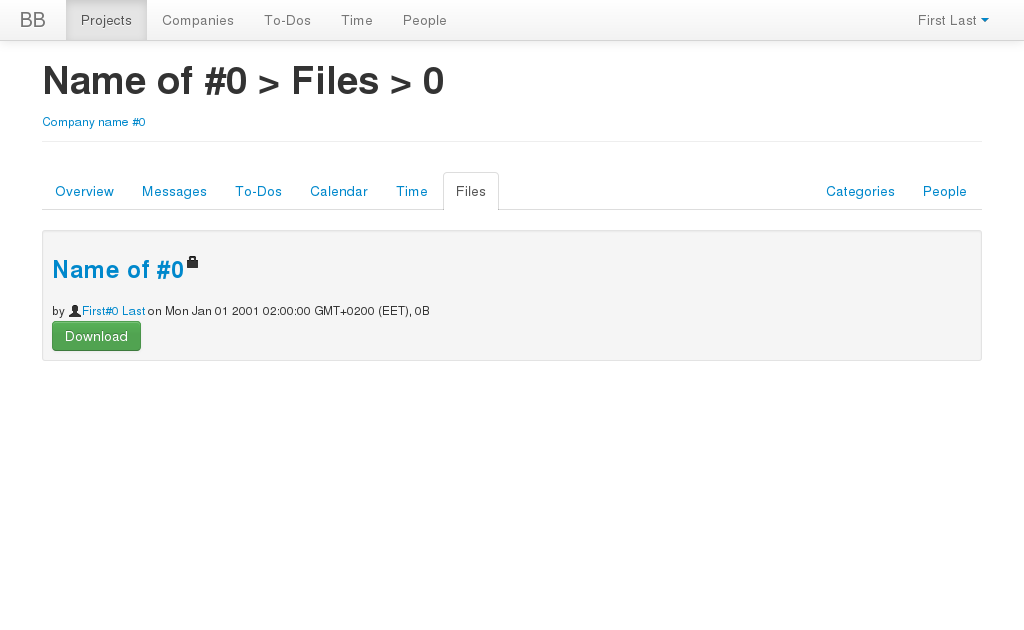 BB Projects Companies To-Dos Time People First Last
Name of #0 > Files > 0
Company name #0
Overview Messages To-Dos Calendar Time Files Categories People
Name of #0
by First#0 Last on Mon Jan 01 2001 02:00:00 GMT+0200 (EET), 0B
Download